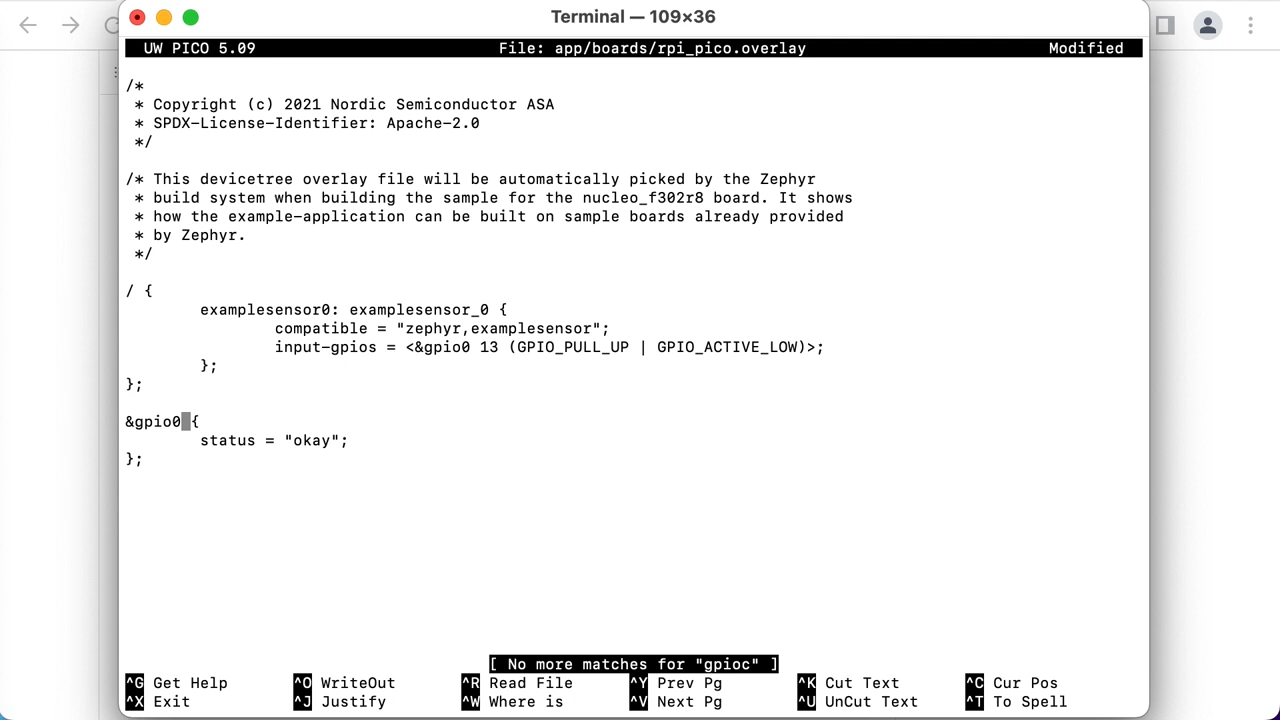 Terminal — 109×36
UW PICO 5.09 File: app/boards/rpi_pico.overlay Modified
/*
 * Copyright (c) 2021 Nordic Semiconductor ASA
 * SPDX-License-Identifier: Apache-2.0
 */
/* This devicetree overlay file will be automatically picked by the Zephyr
 * build system when building the sample for the nucleo_f302r8 board. It shows
 * how the example-application can be built on sample boards already provided
 * by Zephyr.
 */
/ {
        examplesensor0: examplesensor_0 {
                compatible = "zephyr,examplesensor";
                input-gpios = <&gpio0 13 (GPIO_PULL_UP | GPIO_ACTIVE_LOW)>;
        };
};
&gpio0 {
        status = "okay";
};
[ No more matches for "gpioc" ]
^G Get Help ^O WriteOut ^R Read File ^Y Prev Pg ^K Cut Text ^C Cur Pos
^X Exit ^J Justify ^W Where is ^V Next Pg ^U UnCut Text ^T To Spell